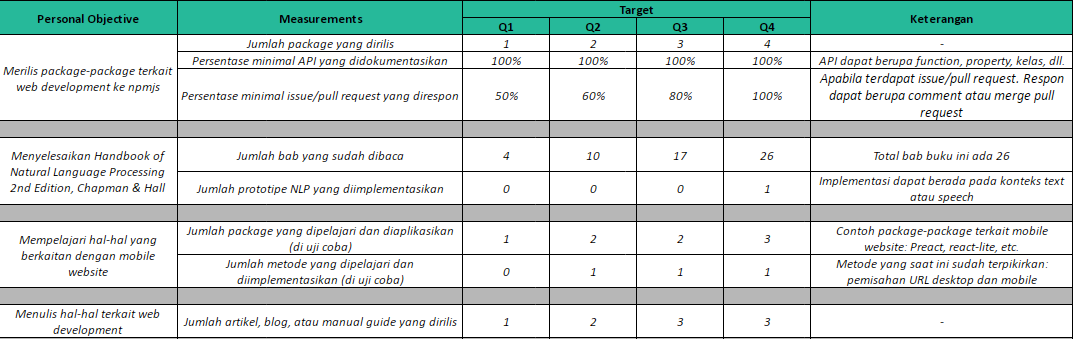 Personal Objective Measurements Target Keterangan
Q1 Q2 Q3 Q4
Merilis package-package terkait
web development ke npmjs
Jumlah package yang dirilis 1 2 3 4 -
Persentase minimal API yang didokumentasikan 100% 100% 100% 100% API dapat berupa function, property, kelas, dll.
Persentase minimal issue/pull request yang direspon 50% 60% 80% 100% Apabila terdapat issue/pull request. Respon
dapat berupa comment atau merge pull
request
Menyelesaikan Handbook of
Natural Language Processing
2nd Edition, Chapman & Hall
Jumlah bab yang sudah dibaca 4 10 17 26 Total bab buku ini ada 26
Jumlah prototipe NLP yang diimplementasikan 0 0 0 1 Implementasi dapat berada pada konteks text
atau speech
Mempelajari hal-hal yang
berkaitan dengan mobile
website
Jumlah package yang dipelajari dan diaplikasikan
(di uji coba) 1 2 2 3 Contoh package-package terkait mobile
website: Preact, react-lite, etc.
Jumlah metode yang dipelajari dan
diimplementasikan (di uji coba) 0 1 1 1 Metode yang saat ini sudah terpikirkan:
pemisahan URL desktop dan mobile
Menulis hal-hal terkait web
development
Jumlah artikel, blog, atau manual guide yang dirilis 1 2 3 3 -